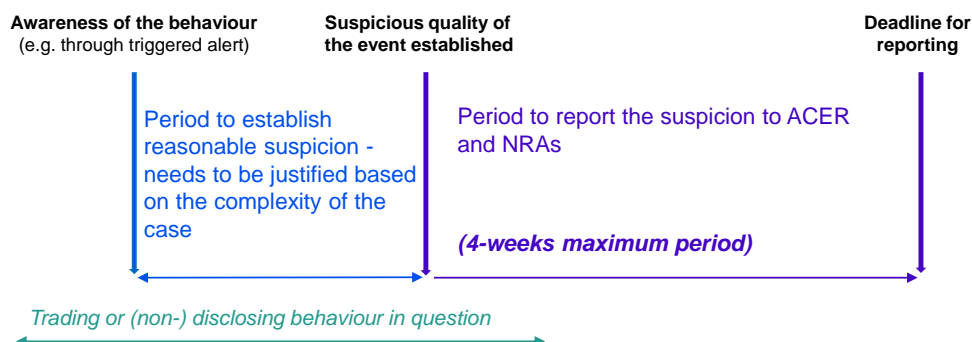 Awareness of the behaviour
(e.g. through triggered alert)
Suspicious quality of
the event established
Deadline for
reporting
Period to establish
reasonable suspicion -
needs to be justified based
on the complexity of the
case
Period to report the suspicion to ACER
and NRAs
(4-weeks maximum period)
Trading or (non-) disclosing behaviour in question